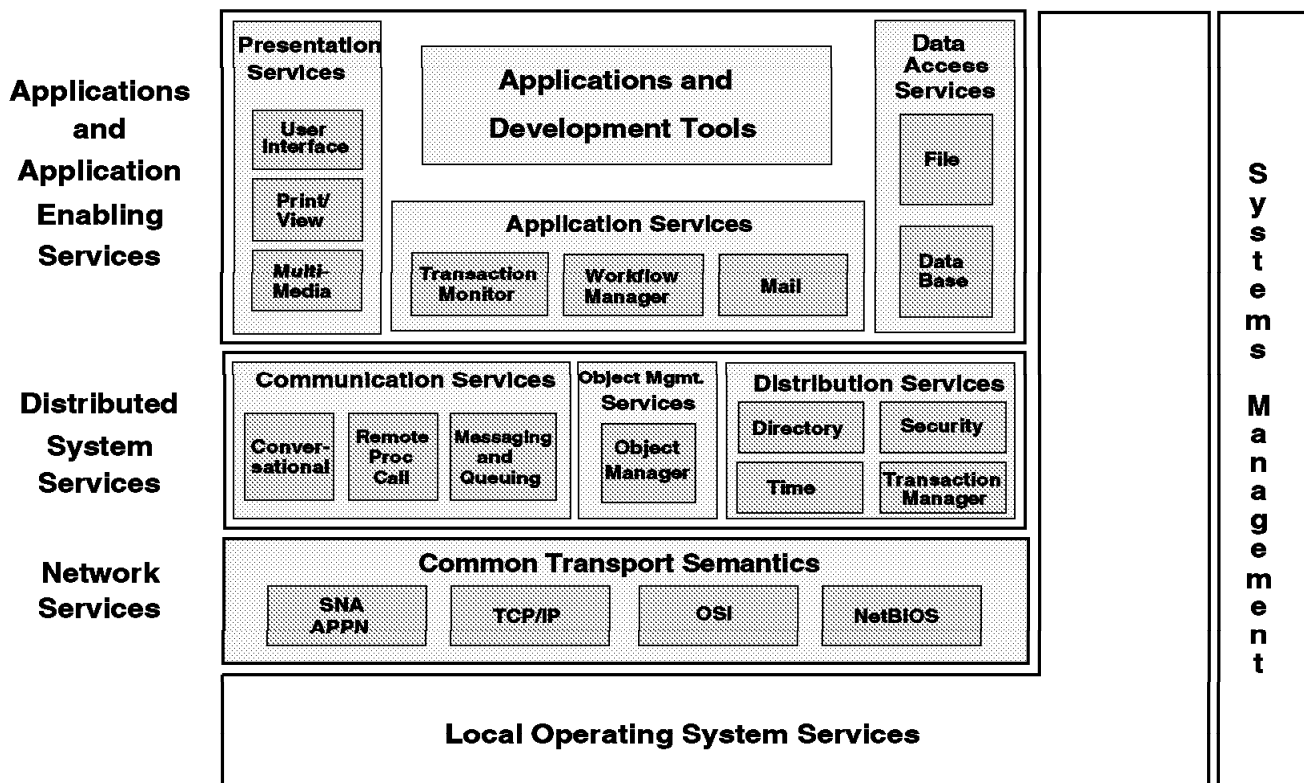 Applications
and
Application
Enabling
Services
Presentation
Services
User
Interface
Print/
View
Multi-
Media
Applications and
Development Tools
Application Services
Transaction
Monitor
Workflow
Manager
Mail
Data
Access
Services
File
Data
Base
Distributed
System
Services
Communication Services
Conver-
sational
Remote
Proc
Call
Messaging
and
Queuing
Object Mgmt.
Services
Object
Manager
Distribution Services
Directory
Security
Time
Transaction
Manager
Network
Services
Common Transport Semantics
SNA
APPN
TCP/IP
OSI
NetBIOS
Local Operating System Services
Systems Management